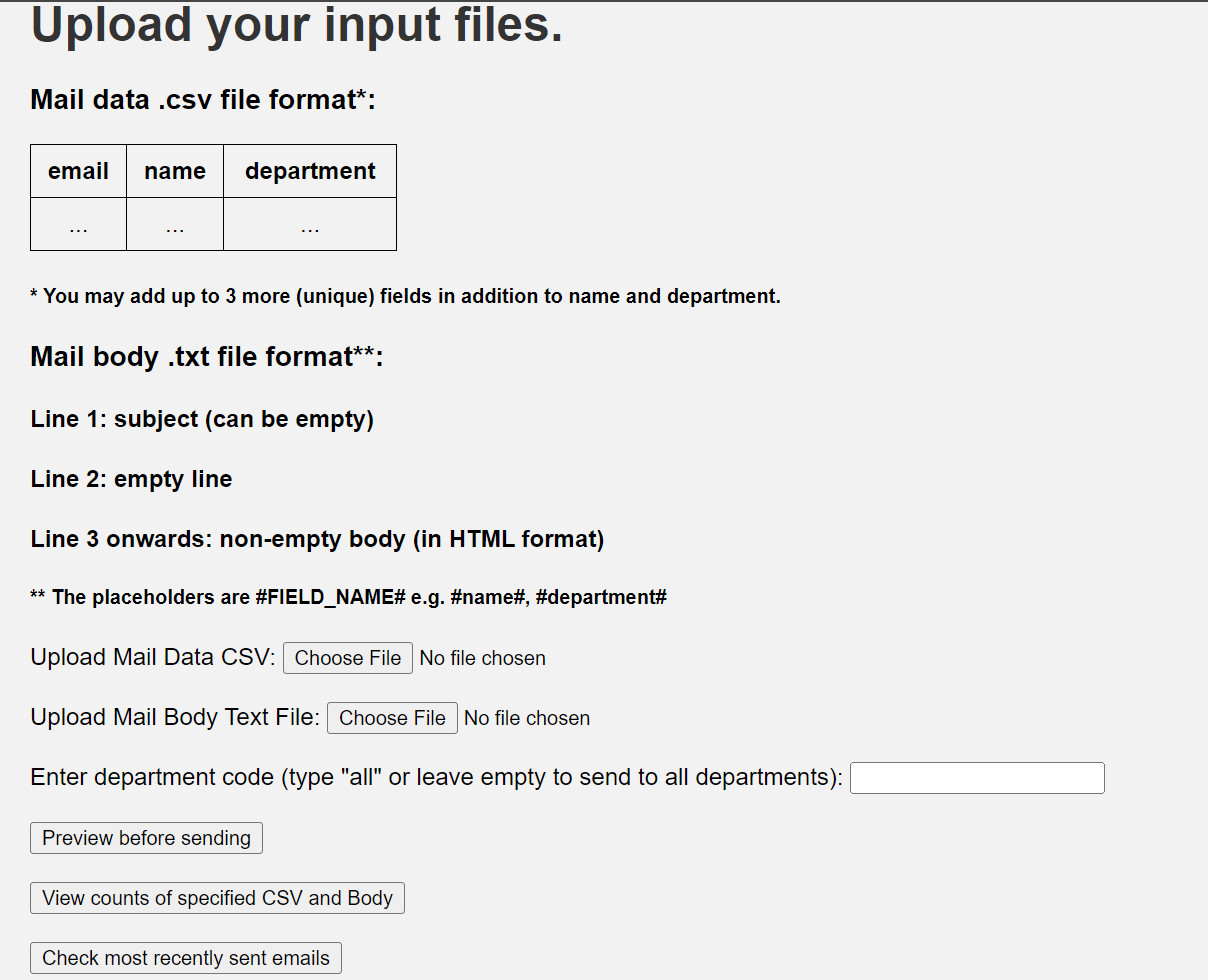 Upload your input files.
Mail data .csv file format*:
email name department
... ... ...
* You may add up to 3 more (unique) fields in addition to name and department.
Mail body .txt file format**:
Line 1: subject (can be empty)
Line 2: empty line
Line 3 onwards: non-empty body (in HTML format)
** The placeholders are #FIELD_NAME# e.g. #name#, #department#
Upload Mail Data CSV: Choose File No file chosen
Upload Mail Body Text File: Choose File No file chosen
Enter department code (type "all" or leave empty to send to all departments):
Preview before sending
View counts of specified CSV and Body
Check most recently sent emails